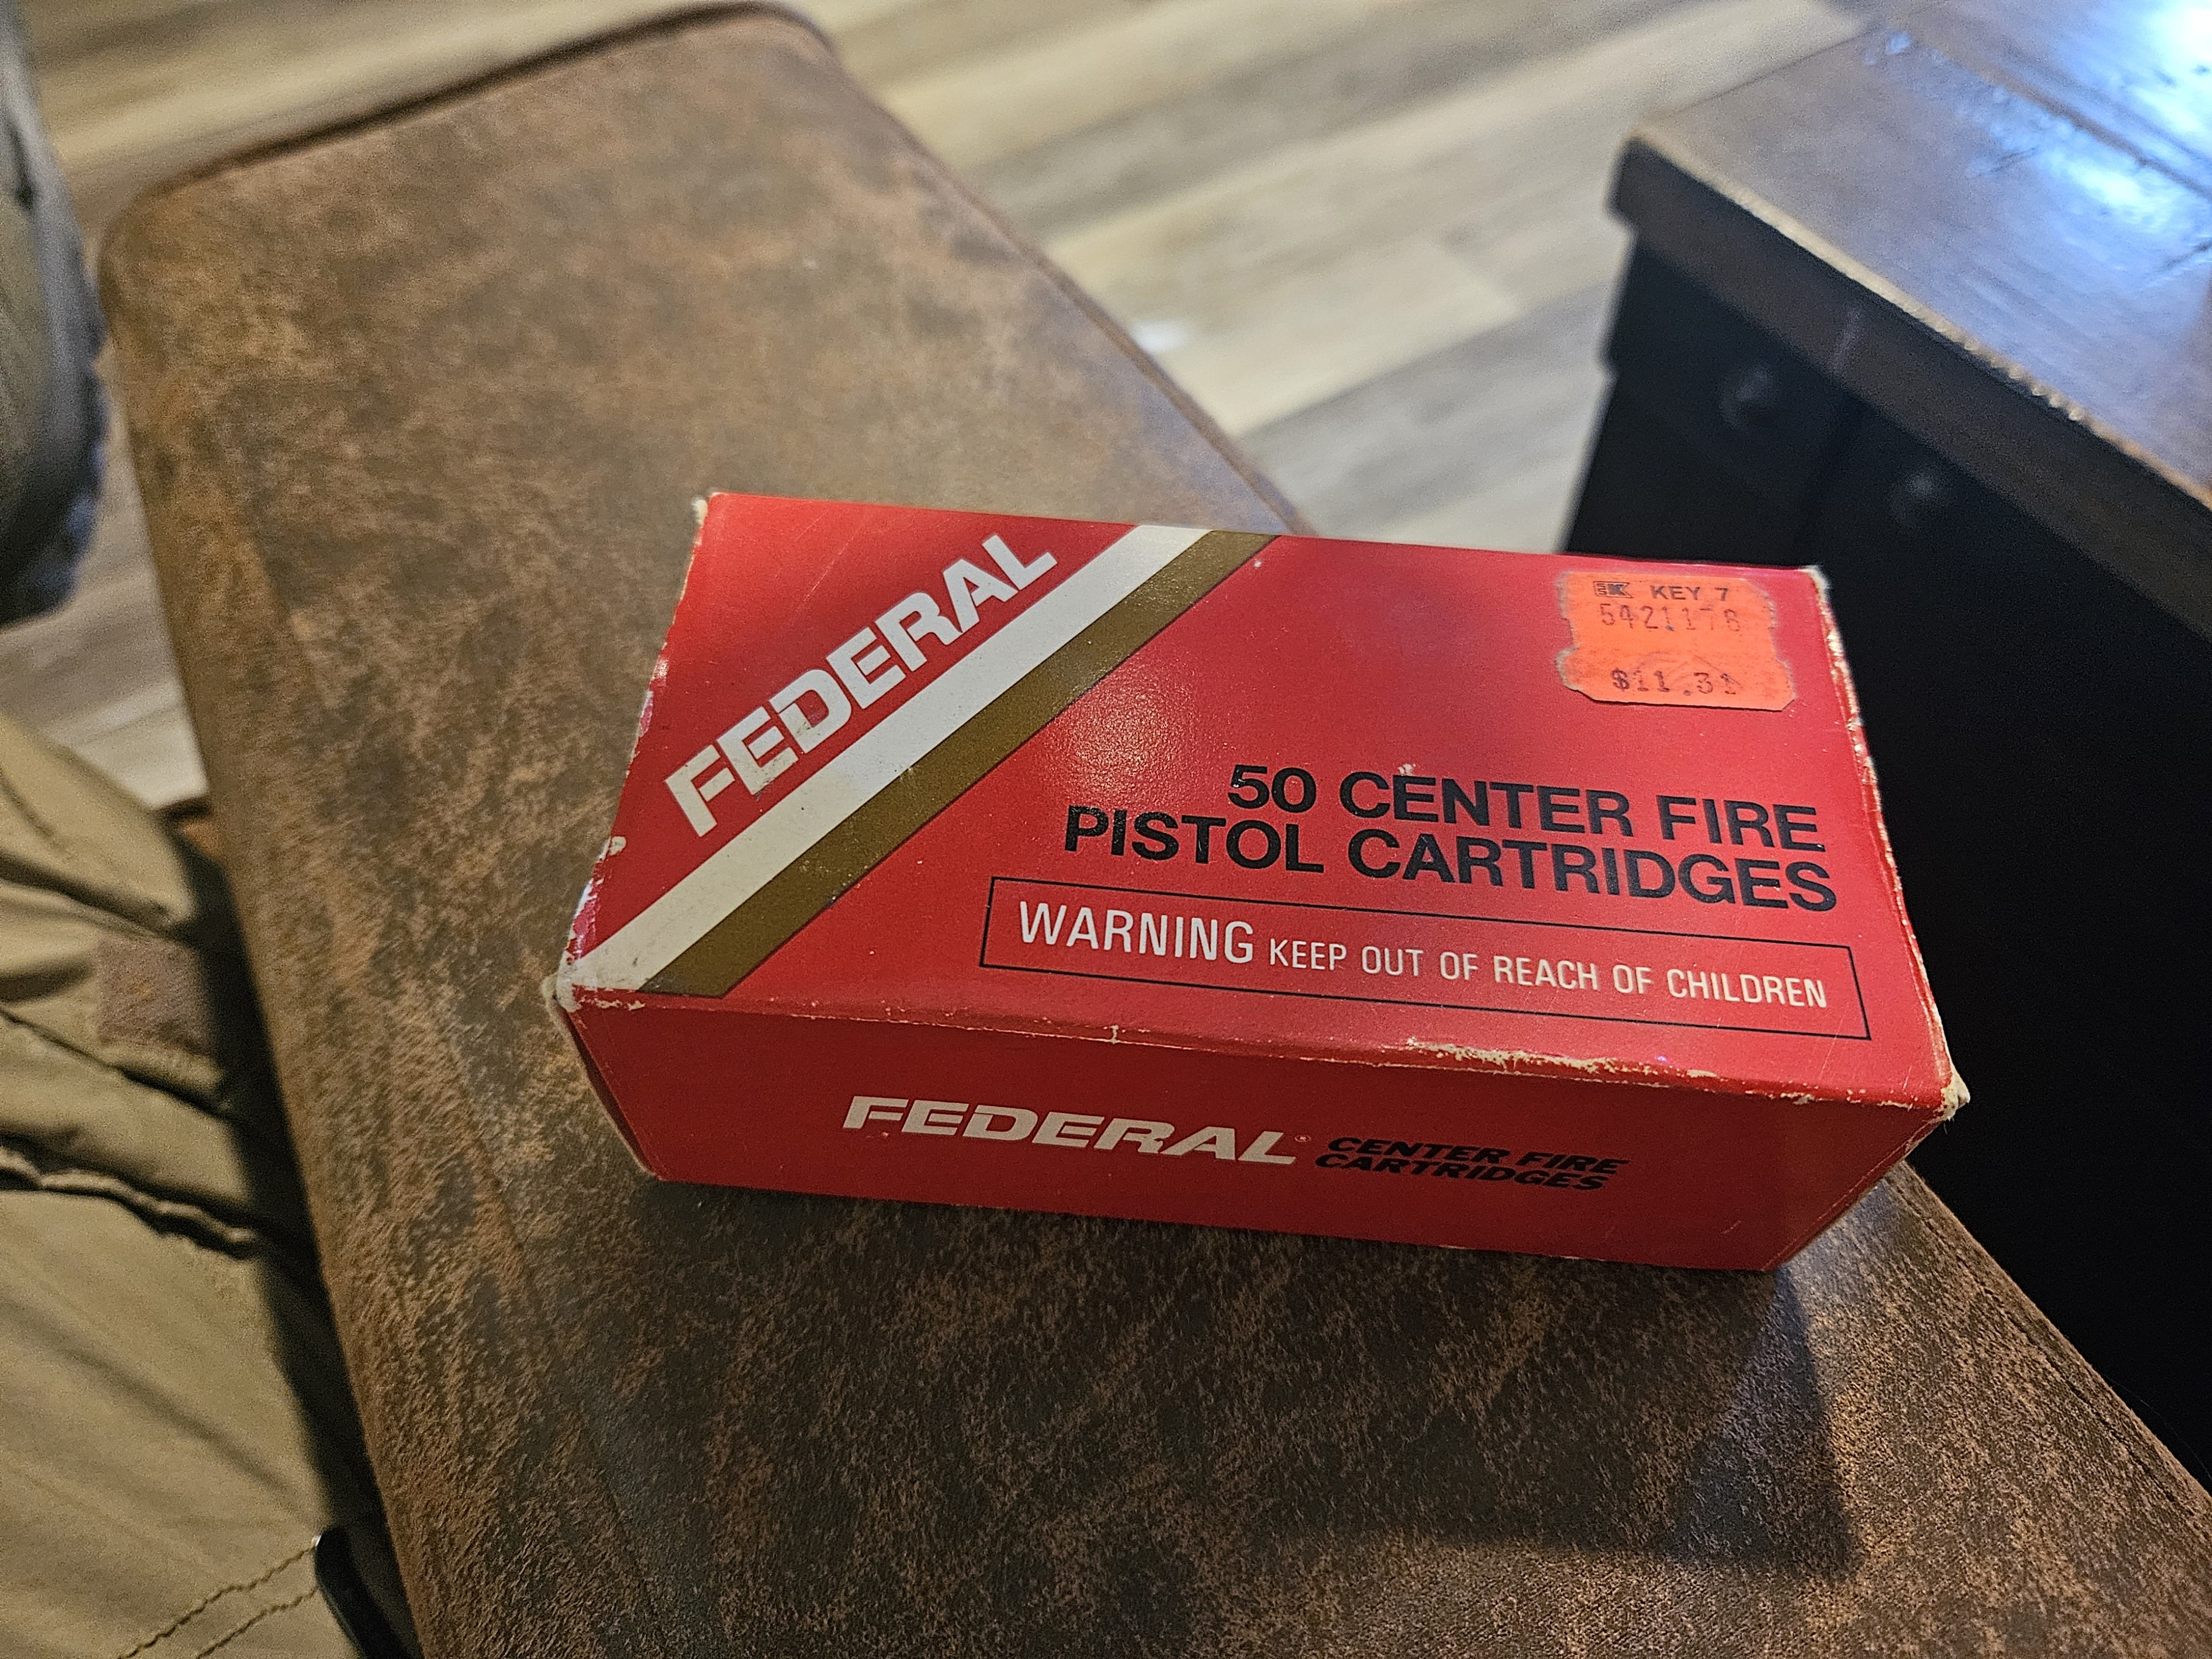 FEDERAL
KEY 7
5421178
$11.31
50 CENTER FIRE
PISTOL CARTRIDGES
WARNING KEEP OUT OF REACH OF CHILDREN
FEDERAL® CENTER FIRE
CARTRIDGES